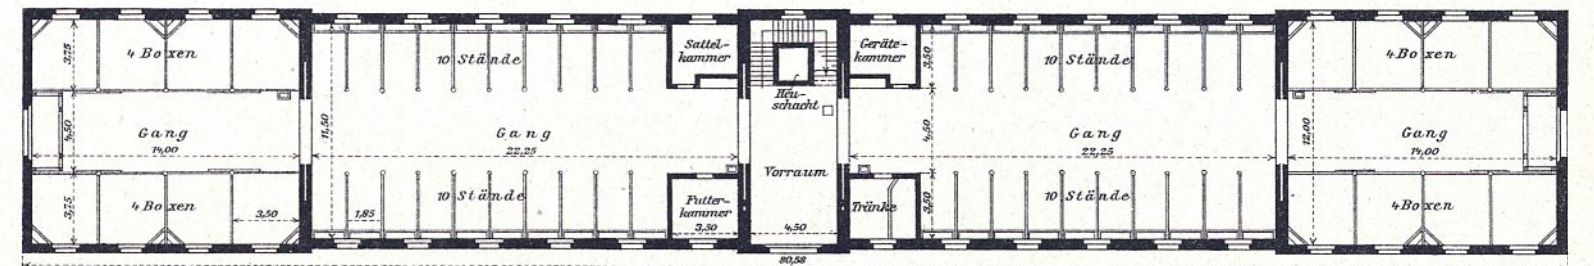 3,75
4 Boxen
4,50
Gang
14,00
3,75
4 Boxen
3,50
11,50
10 Stände
Gang
22,25
10 Stände
1,85
Sattel-
kammer
Futter-
kammer
3,50
Heu-
schacht
Vorraum
4,50
80,58
Geräte-
kammer
Tränke
3,50
10 Stände
4,50
Gang
22,25
3,50
10 Stände
12,00
4 Boxen
Gang
14,00
4 Boxen